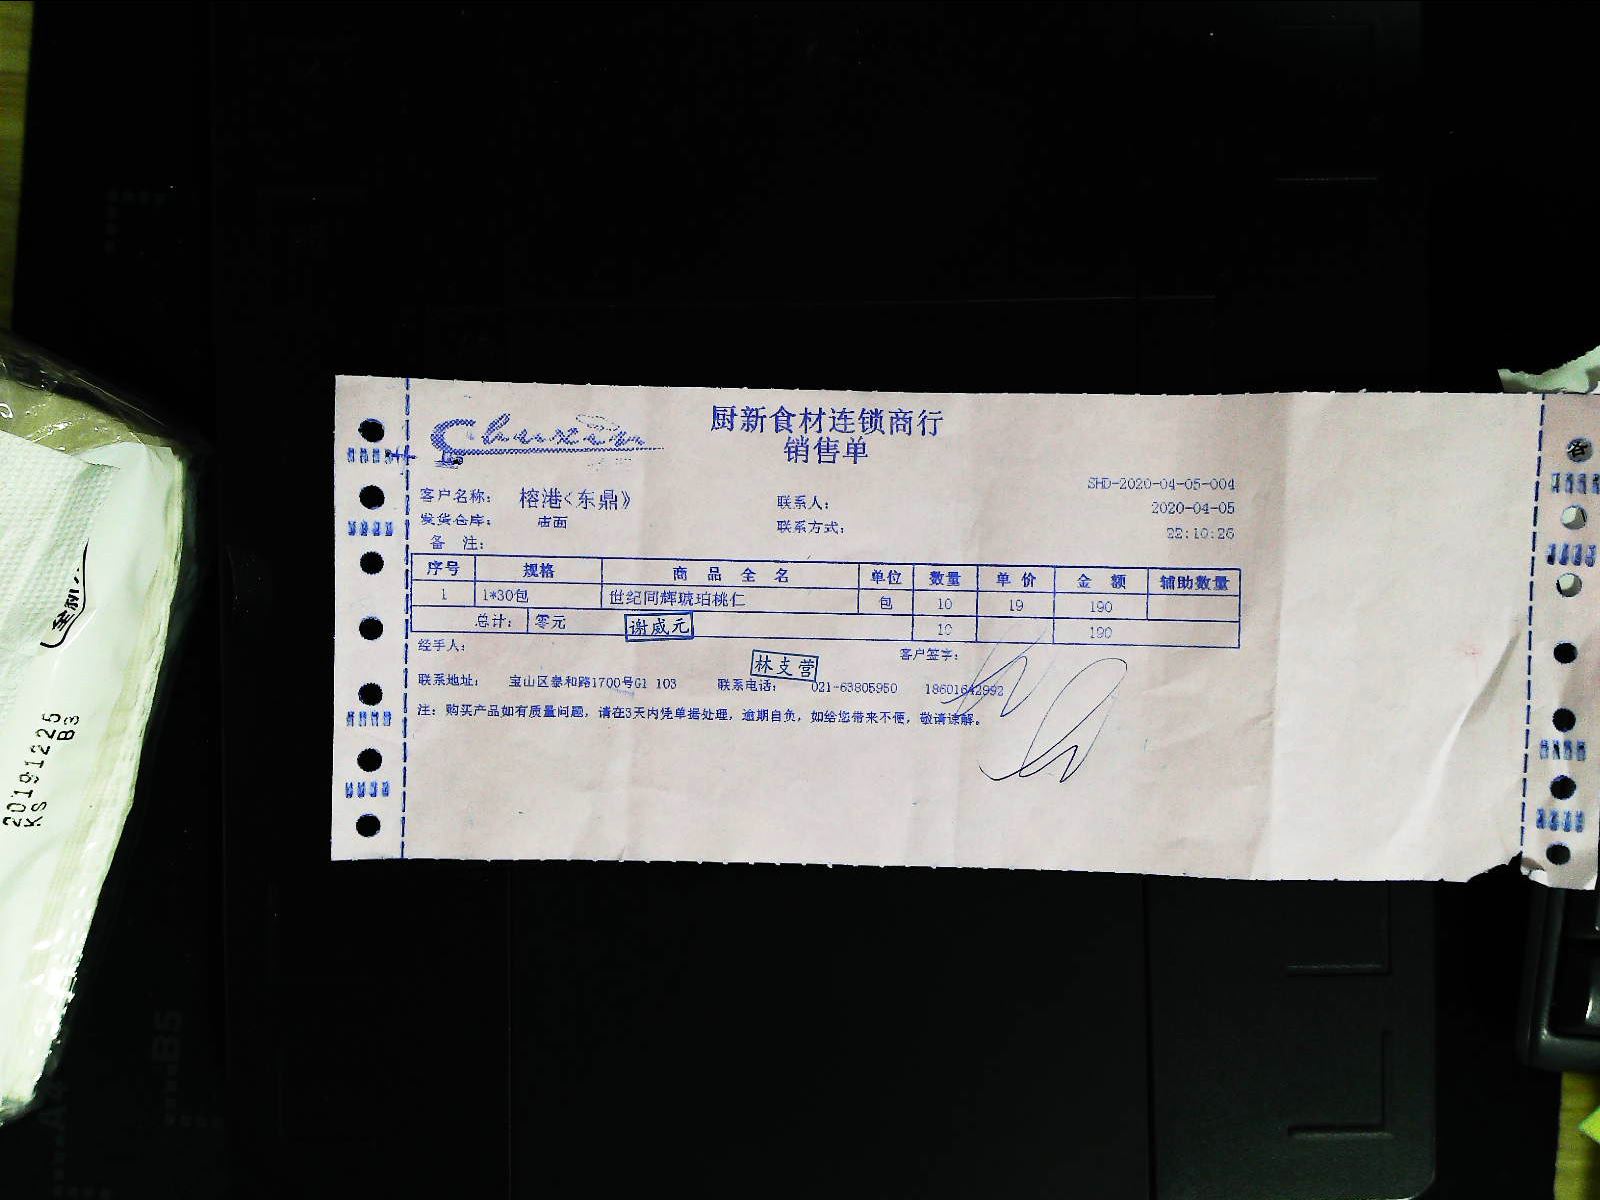 Chuxin
厨新食材连锁商行
销售单
SHD-2020-04-05-004
客户名称: 榕港<东鼎》 联系人: 2020-04-05
发货仓库: 店面 联系方式: 22:10:26
备 注:
序号 规格 商 品 全 名 单位 数量 单 价 金 额 辅助数量
1 1*30包 世纪同辉琥珀桃仁 包 10 19 190
总计: 零元 谢威元 10 190
经手人: 林支营 客户签字:
联系地址: 宝山区泰和路1700号G1 103 联系电话: 021-63805950 18601642992
注: 购买产品如有质量问题, 请在3天内凭单据处理, 逾期自负, 如给您带来不便, 敬请谅解。
20191225
KS B3
B5